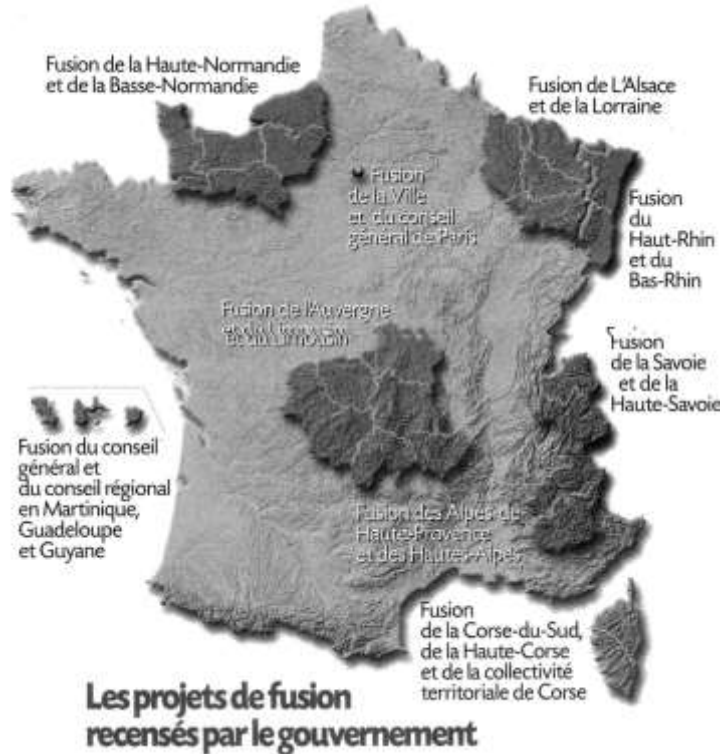 Fusion de la Haute-Normandie
et de la Basse-Normandie
Fusion de L'Alsace
et de la Lorraine
Fusion
de la Ville
et du conseil
général de Paris
Fusion
du
Haut-Rhin
et du
Bas-Rhin
Fusion de l'Auvergne
et du Limousin
Fusion
de la Savoie
et de la
Haute-Savoie
Fusion du conseil
général et
du conseil régional
en Martinique,
Guadeloupe
et Guyane
Fusion des Alpes-de-
Haute-Provence
et des Hautes-Alpes
Fusion
de la Corse-du-Sud,
de la Haute-Corse
et de la collectivité
territoriale de Corse
Les projets de fusion
recensés par le gouvernement